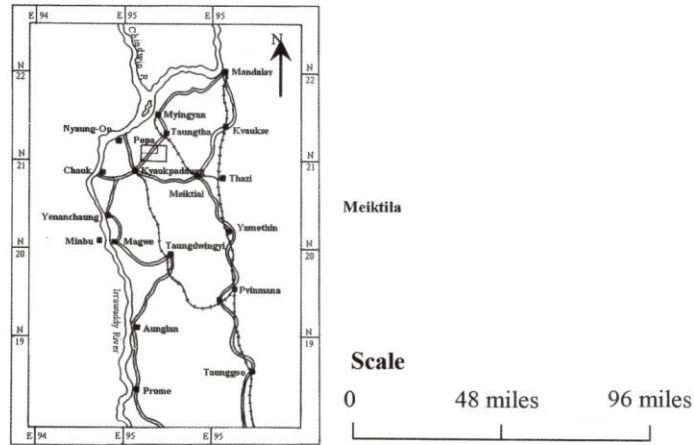 E 94 E 95 E 95
N
Chindwin R.
N 22 N 22
Mandalay
Myingyan
Nyaung-Oo Taungtha Kyaukse
Popa
N 21 N 21
Chauk Kyaukpadaung Thazi
Meiktial
Meiktila
Yenanchaung
Yamethin
Minbu Magwe
N 20 N 20
Taungdwingyi
Pvinmana
Irrawaddy River
N 19 N 19
Aunglan
Scale
Taunggoo
0 48 miles 96 miles
Prome
E 94 E 95 E 95